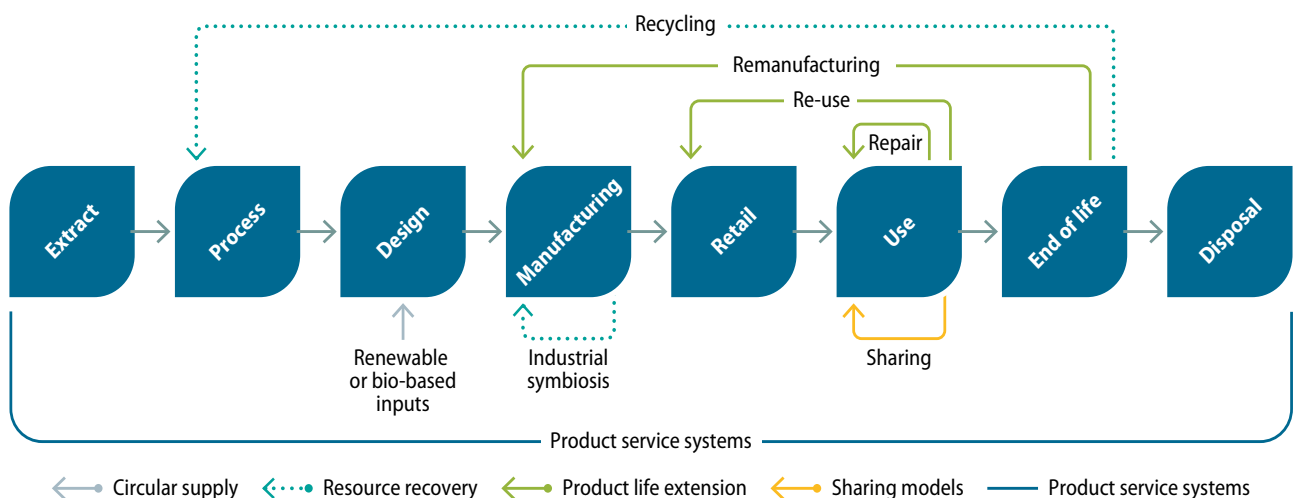 Recycling
Remanufacturing
Re-use
Repair
Extract
Process
Design
Manufacturing
Retail
Use
End of life
Disposal
Renewable
or bio-based
inputs
Industrial
symbiosis
Sharing
Product service systems
Circular supply
Resource recovery
Product life extension
Sharing models
Product service systems